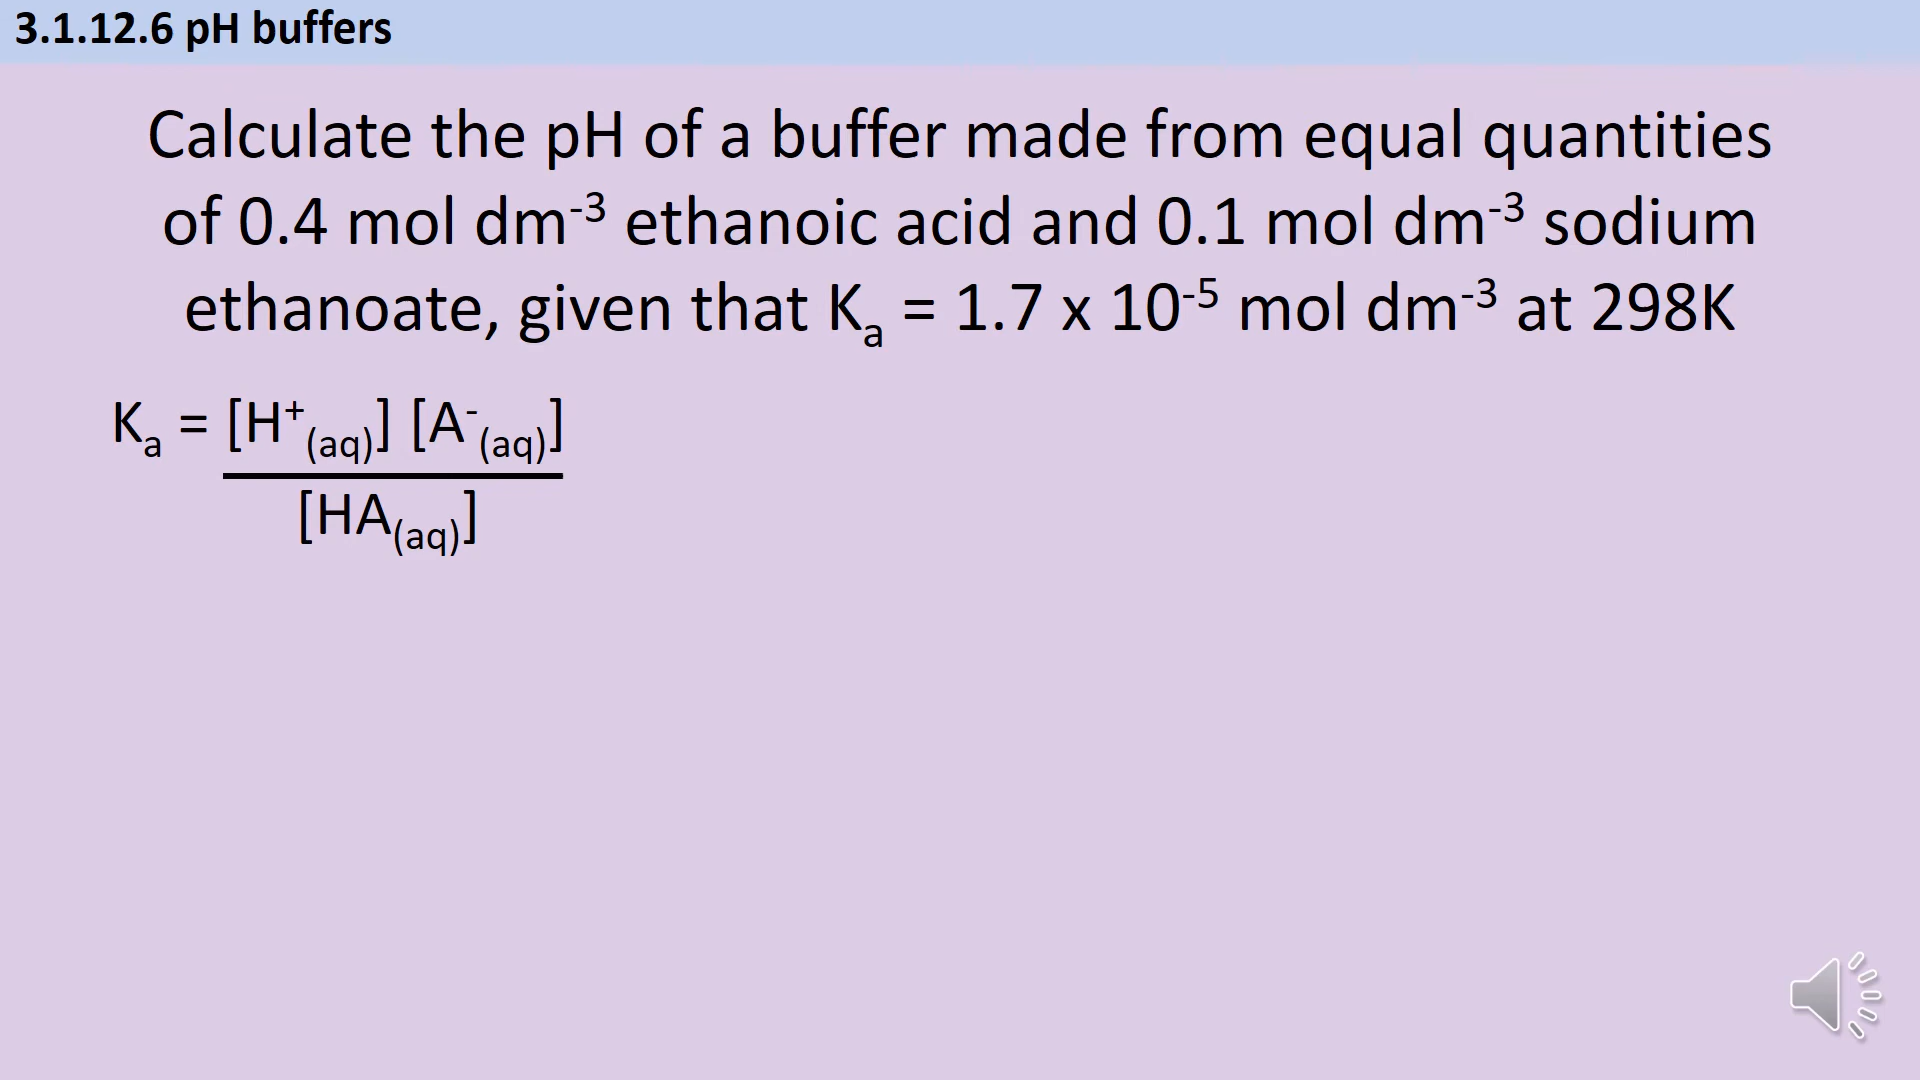 3.1.12.6 pH buffers
Calculate the pH of a buffer made from equal quantities
of 0.4 mol dm⁻³ ethanoic acid and 0.1 mol dm⁻³ sodium
ethanoate, given that Kₐ = 1.7 x 10⁻⁵ mol dm⁻³ at 298K
Kₐ = [H⁺(aq)] [A⁻(aq)]
[HA(aq)]